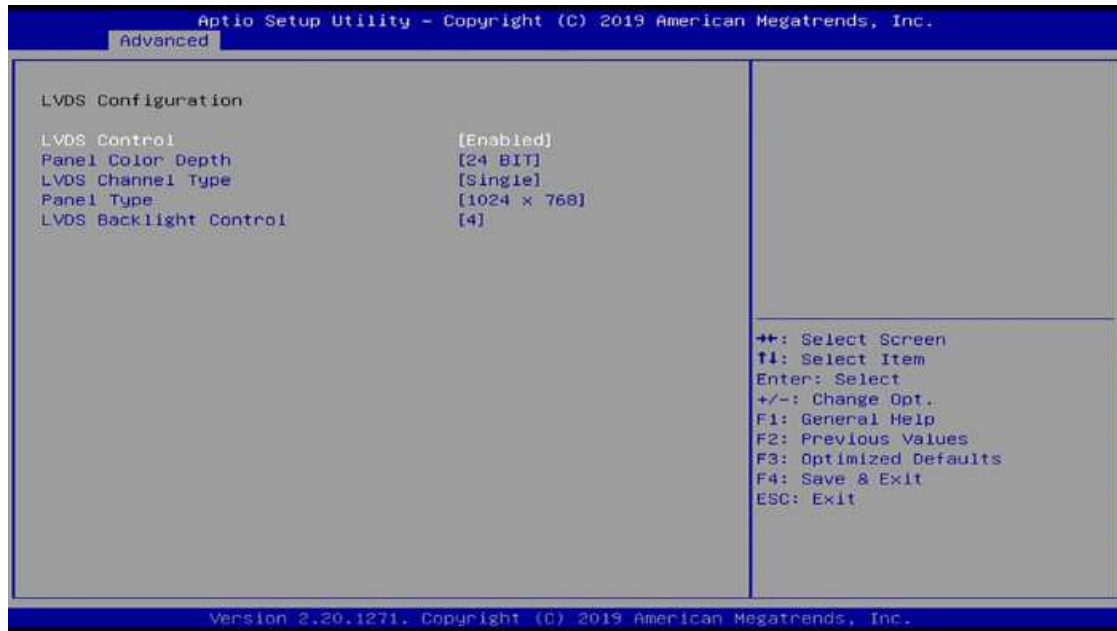 Aptio Setup Utility – Copyright (C) 2019 American Megatrends, Inc.
Advanced
LVDS Configuration
LVDS Control [Enabled]
Panel Color Depth [24 BIT]
LVDS Channel Type [Single]
Panel Type [1024 x 768]
LVDS Backlight Control [4]
→←: Select Screen
↑↓: Select Item
Enter: Select
+/-: Change Opt.
F1: General Help
F2: Previous Values
F3: Optimized Defaults
F4: Save & Exit
ESC: Exit
Version 2.20.1271. Copyright (C) 2019 American Megatrends, Inc.